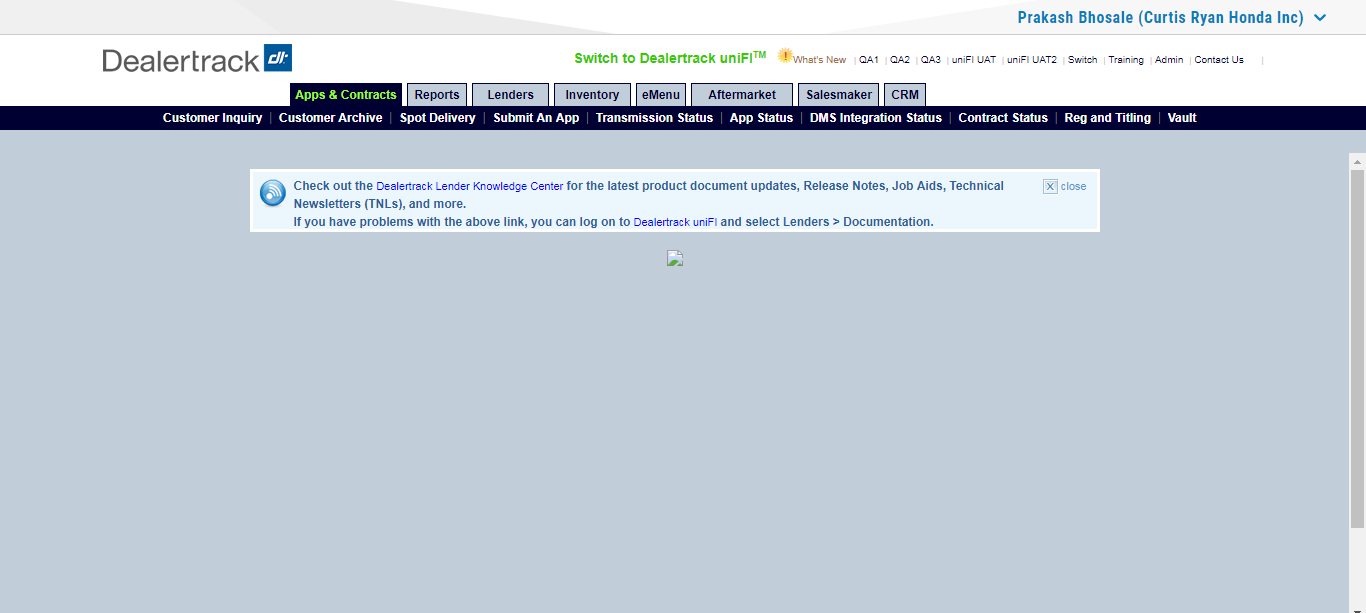 Prakash Bhosale (Curtis Ryan Honda Inc)
Dealertrack dt.
Switch to Dealertrack uniFI™ What's New | QA1 | QA2 | QA3 | uniFI UAT | uniFI UAT2 | Switch | Training | Admin | Contact Us |
Apps & Contracts Reports Lenders Inventory eMenu Aftermarket Salesmaker CRM
Customer Inquiry | Customer Archive | Spot Delivery | Submit An App | Transmission Status | App Status | DMS Integration Status | Contract Status | Reg and Titling | Vault
Check out the Dealertrack Lender Knowledge Center for the latest product document updates, Release Notes, Job Aids, Technical X close
Newsletters (TNLs), and more.
If you have problems with the above link, you can log on to Dealertrack uniFI and select Lenders > Documentation.